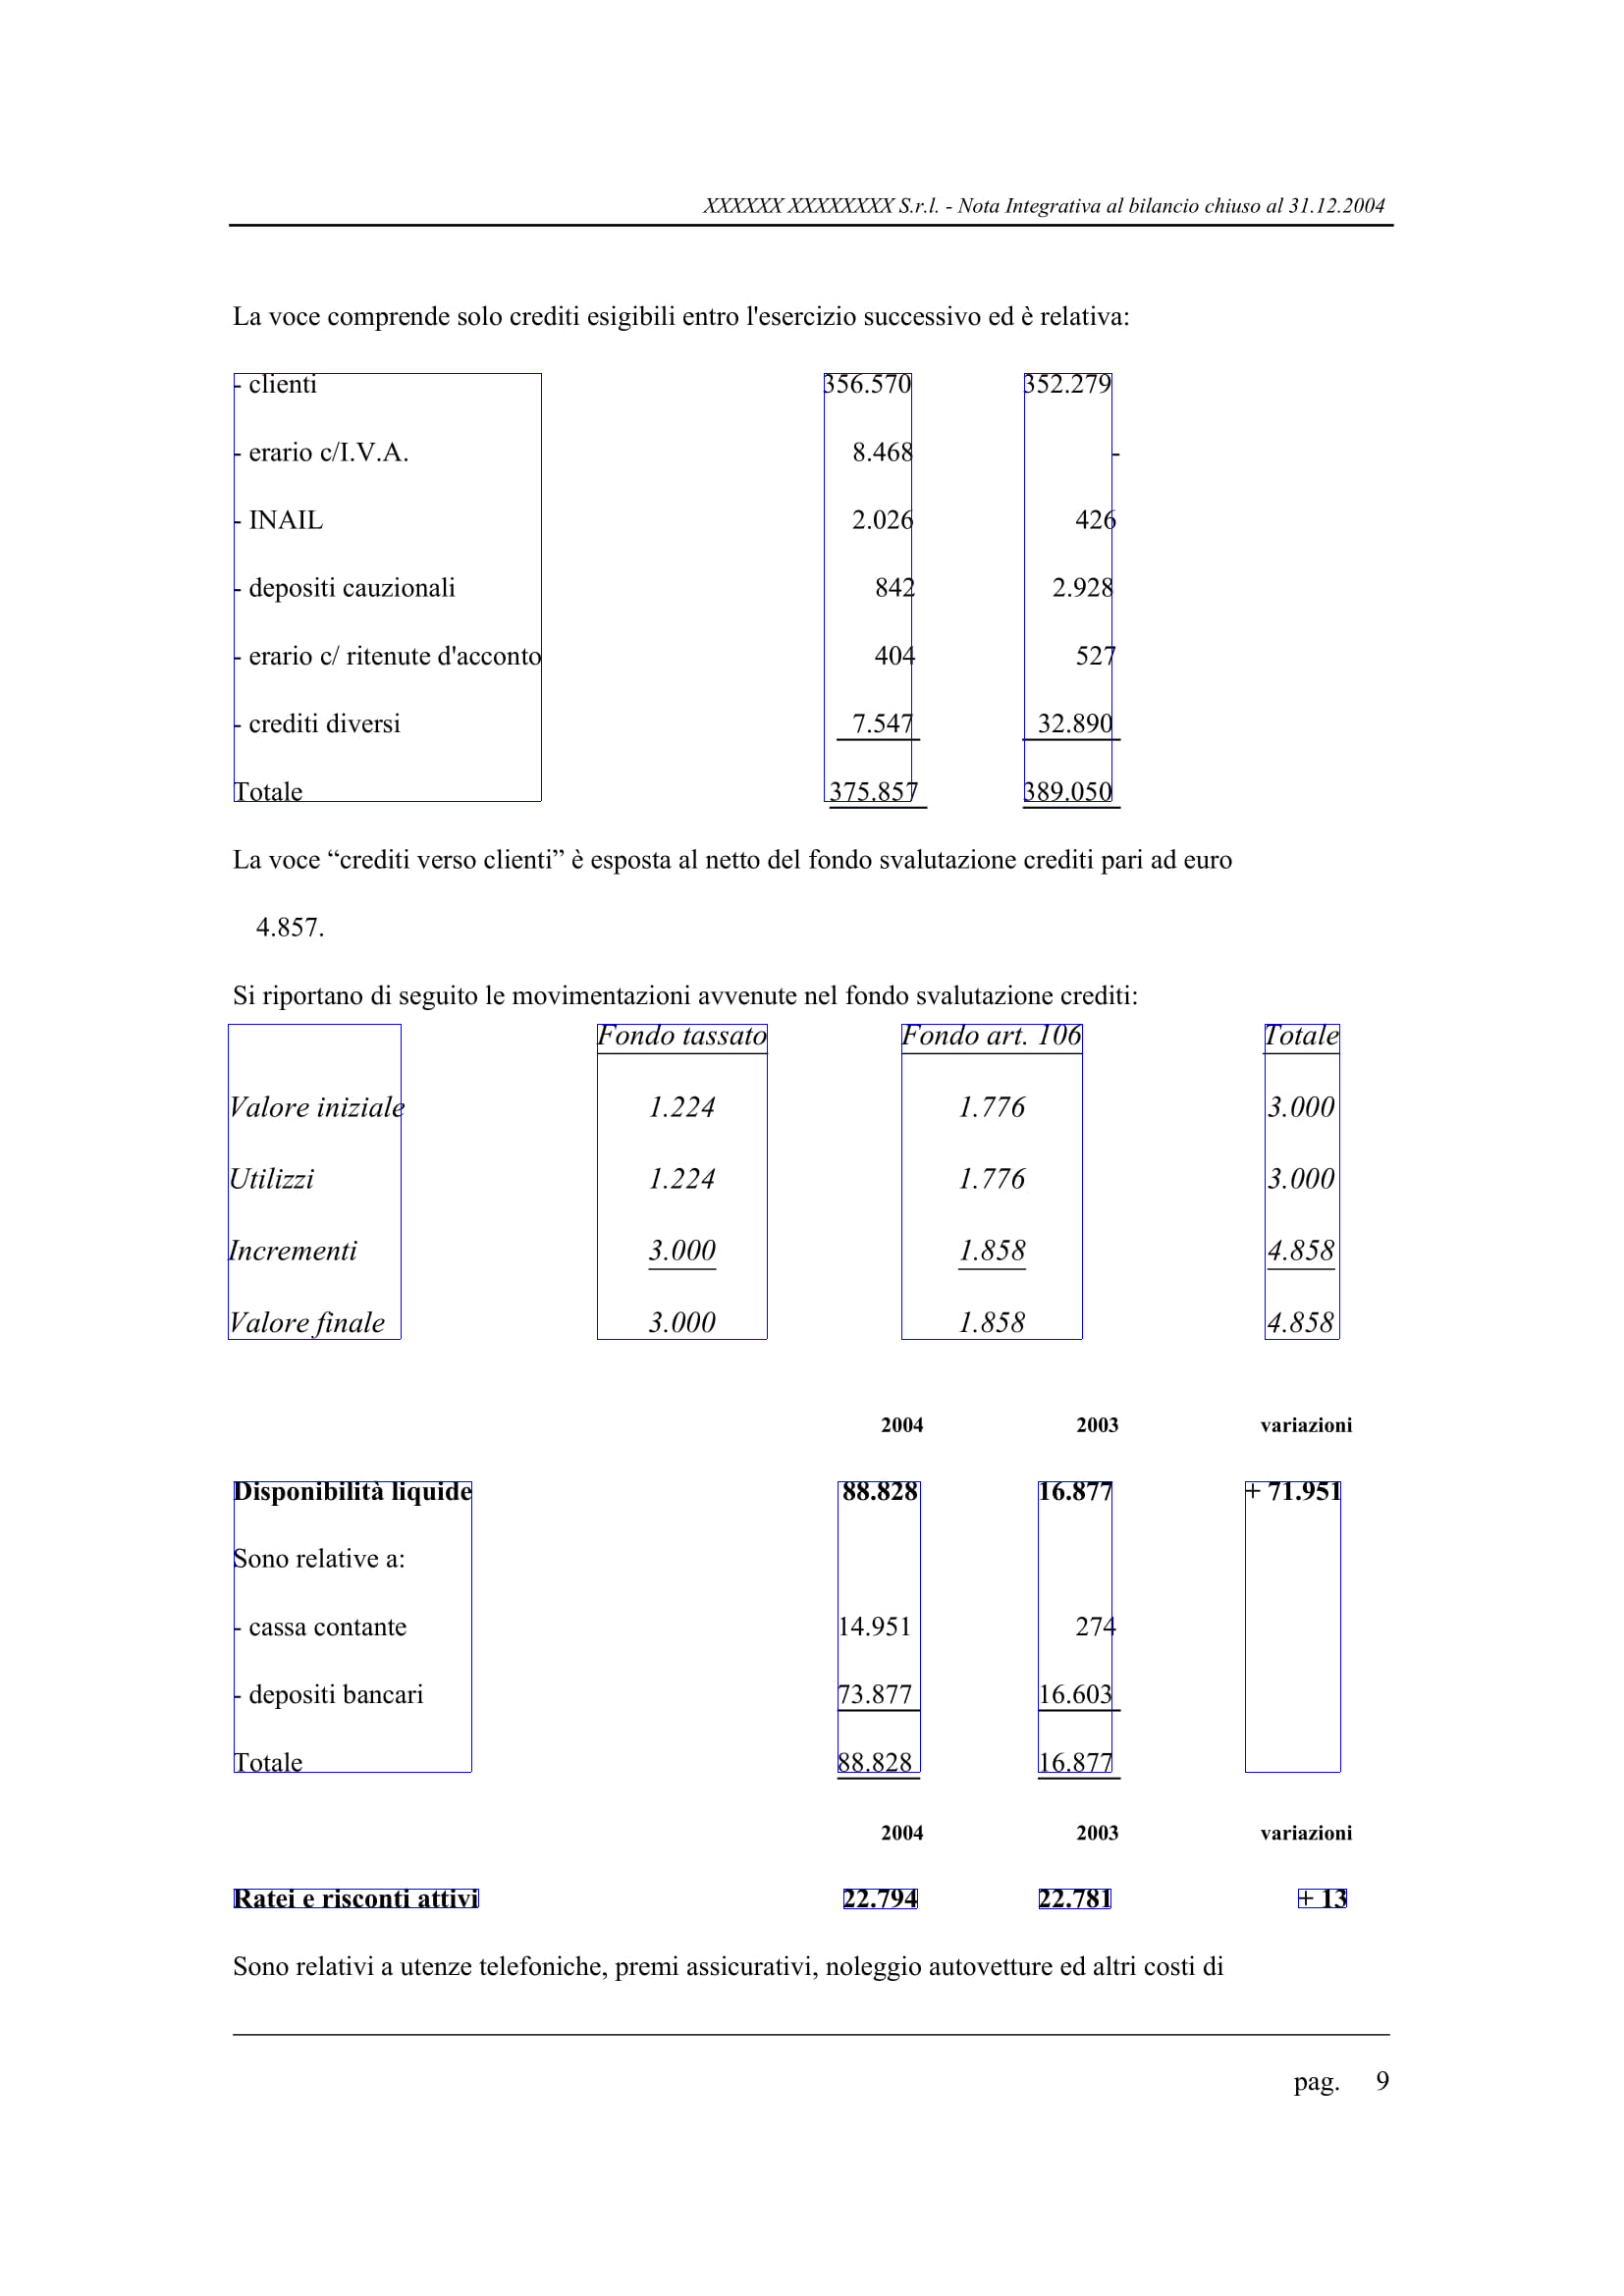 XXXXXX XXXXXXXX S.r.l. - Nota Integrativa al bilancio chiuso al 31.12.2004
La voce comprende solo crediti esigibili entro l'esercizio successivo ed è relativa:
- clienti 356.570 352.279
- erario c/I.V.A. 8.468 -
- INAIL 2.026 426
- depositi cauzionali 842 2.928
- erario c/ ritenute d'acconto 404 527
- crediti diversi 7.547 32.890
Totale 375.857 389.050
La voce “crediti verso clienti” è esposta al netto del fondo svalutazione crediti pari ad euro
4.857.
Si riportano di seguito le movimentazioni avvenute nel fondo svalutazione crediti:
Fondo tassato Fondo art. 106 Totale
Valore iniziale 1.224 1.776 3.000
Utilizzi 1.224 1.776 3.000
Incrementi 3.000 1.858 4.858
Valore finale 3.000 1.858 4.858
2004 2003 variazioni
Disponibilità liquide 88.828 16.877 + 71.951
Sono relative a:
- cassa contante 14.951 274
- depositi bancari 73.877 16.603
Totale 88.828 16.877
2004 2003 variazioni
Ratei e risconti attivi 22.794 22.781 + 13
Sono relativi a utenze telefoniche, premi assicurativi, noleggio autovetture ed altri costi di
pag. 9